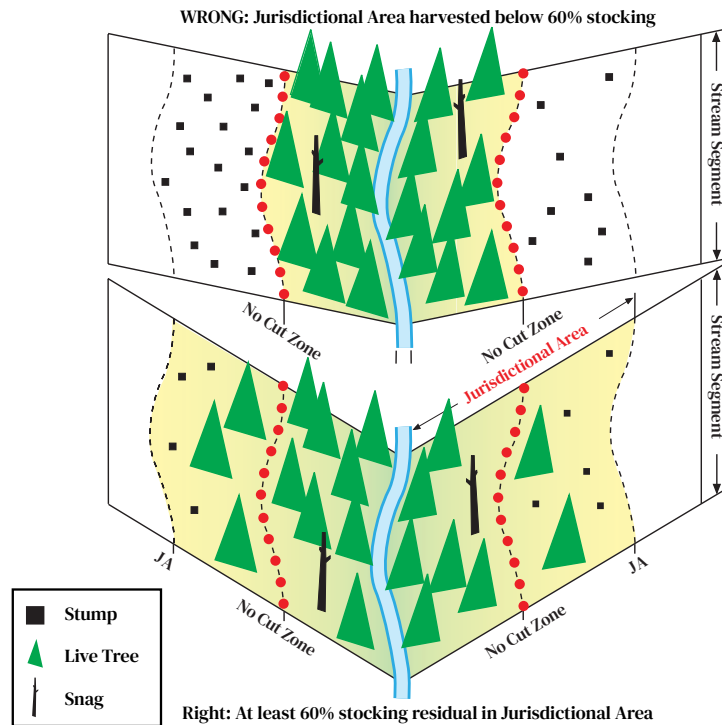 WRONG: Jurisdictional Area harvested below 60% stocking
Stream Segment
No Cut Zone
No Cut Zone
Jurisdictional Area
Stream Segment
JA
JA
No Cut Zone
No Cut Zone
Stump
Live Tree
Snag
Right: At least 60% stocking residual in Jurisdictional Area